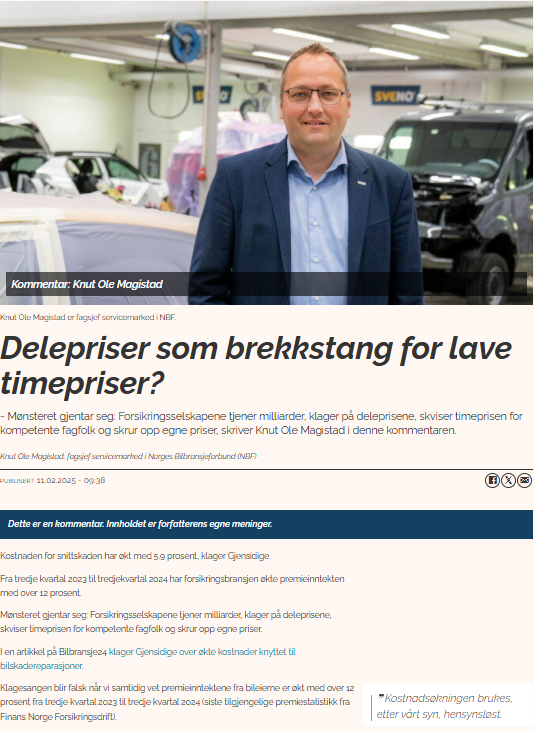 SVENO
SVENO
Kommentar: Knut Ole Magistad
Knut Ole Magistad er fagsjef servicemarked i NBF.
Delepriser som brekkstang for lave
timepriser?
- Mønsteret gjentar seg: Forsikringsselskapene tjener milliarder, klager på deleprisene, skviser timeprisen for
kompetente fagfolk og skrur opp egne priser, skriver Knut Ole Magistad i denne kommentaren.
Knut Ole Magistad, fagsjef servicemarked i Norges Bilbransjeforbund (NBF)
PUBLISERT 11.02.2025 - 09:38
Dette er en kommentar. Innholdet er forfatterens egne meninger.
Kostnaden for snittskaden har økt med 5,9 prosent, klager Gjensidige.
Fra tredje kvartal 2023 til tredjekvartal 2024 har forsikringsbransjen økte premieinntekten
med over 12 prosent.
Mønsteret gjentar seg: Forsikringsselskapene tjener milliarder, klager på deleprisene,
skviser timeprisen for kompetente fagfolk og skrur opp egne priser.
I en artikkel på Bilbransje24 klager Gjensidige over økte kostnader knyttet til
bilskadereparasjoner.
Klagesangen blir falsk når vi samtidig vet premieinntektene fra bileierne er økt med over 12
prosent fra tredje kvartal 2023 til tredje kvartal 2024 (siste tilgjengelige premiestatistikk fra
Finans Norge Forsikringsdrift).
"Kostnadsøkningen brukes,
etter vårt syn, hensynsløst